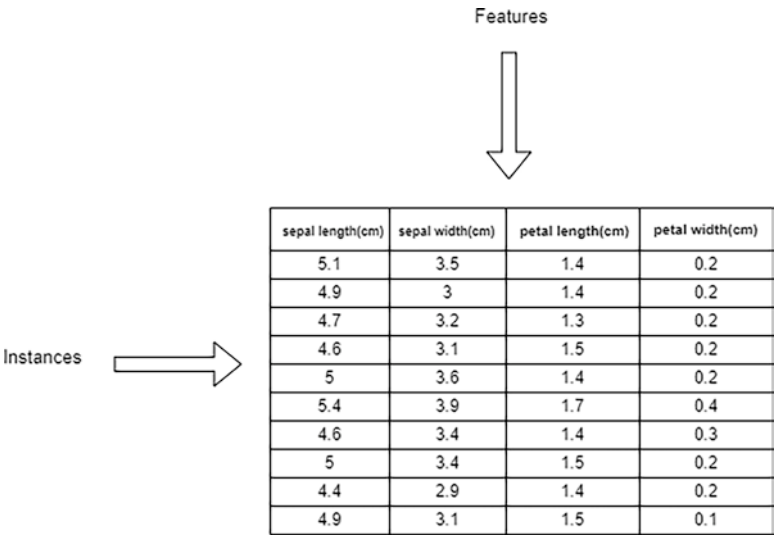 Features
sepal length(cm) sepal width(cm) petal length(cm) petal width(cm)
5.1 3.5 1.4 0.2
4.9 3 1.4 0.2
4.7 3.2 1.3 0.2
4.6 3.1 1.5 0.2
Instances
5 3.6 1.4 0.2
5.4 3.9 1.7 0.4
4.6 3.4 1.4 0.3
5 3.4 1.5 0.2
4.4 2.9 1.4 0.2
4.9 3.1 1.5 0.1